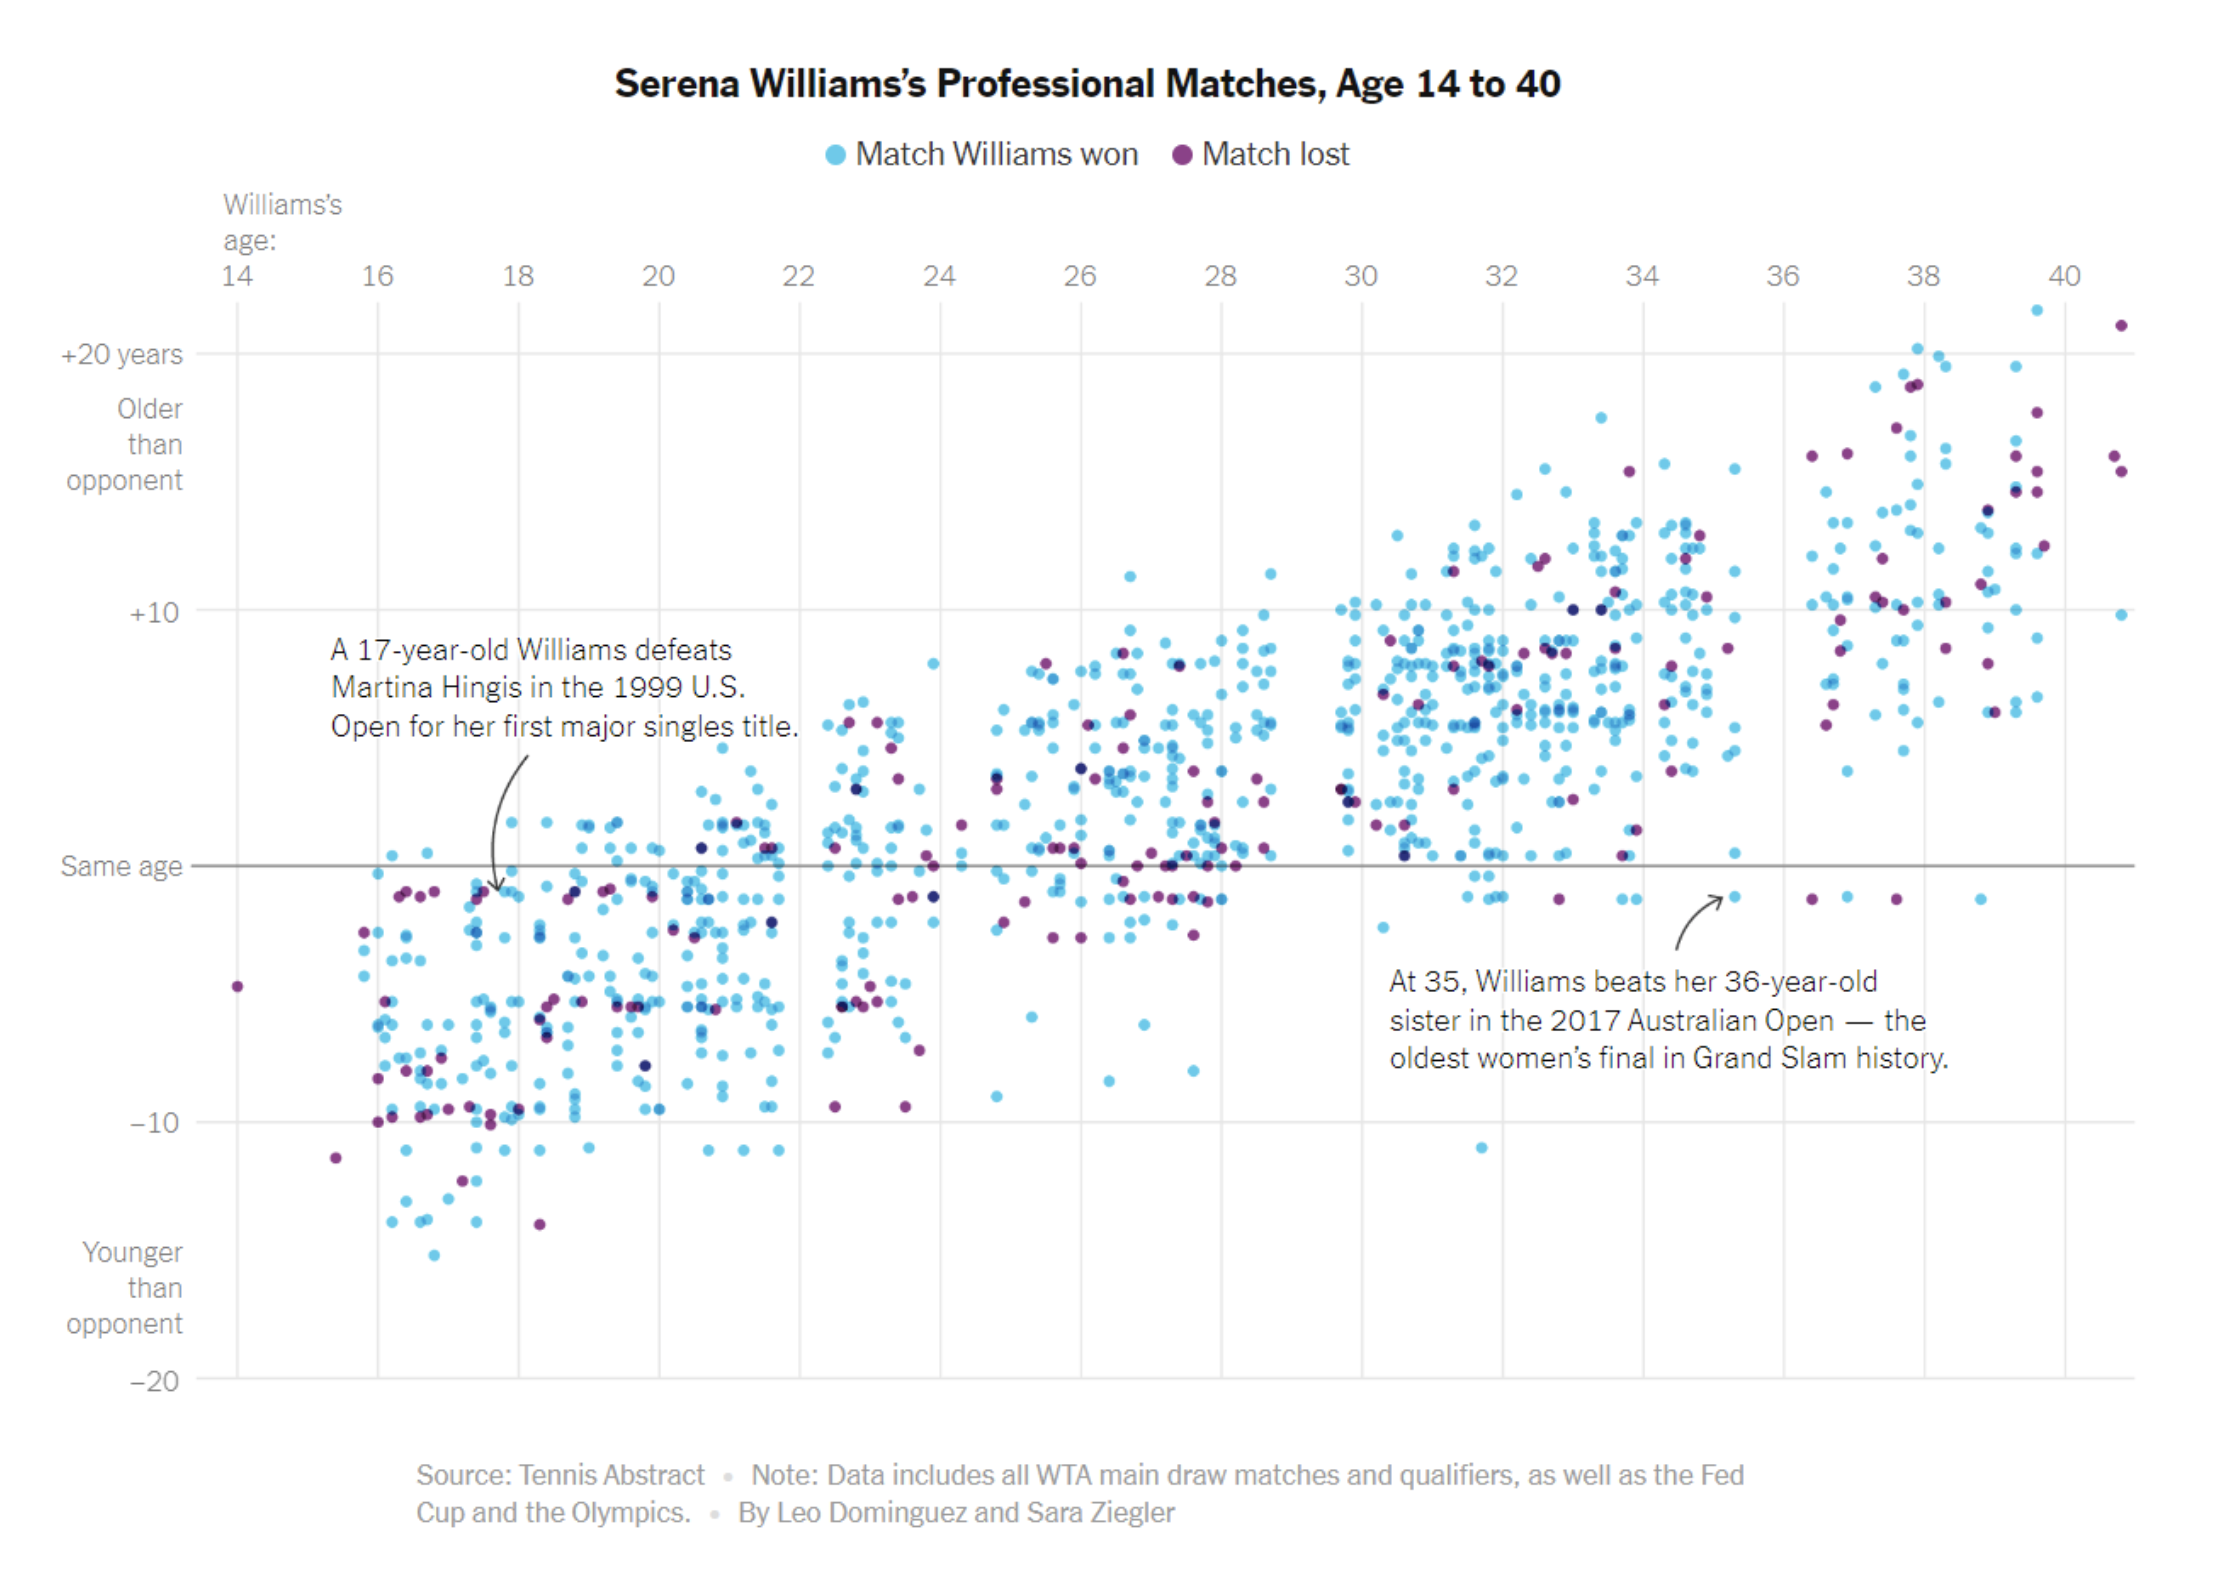 Serena Williams’s Professional Matches, Age 14 to 40
Match Williams won Match lost
Williams’s
age:
14 16 18 20 22 24 26 28 30 32 34 36 38 40
+20 years
Older
than
opponent
+10
A 17-year-old Williams defeats
Martina Hingis in the 1999 U.S.
Open for her first major singles title.
Same age
At 35, Williams beats her 36-year-old
sister in the 2017 Australian Open — the
oldest women’s final in Grand Slam history.
–10
Younger
than
opponent
–20
Source: Tennis Abstract • Note: Data includes all WTA main draw matches and qualifiers, as well as the Fed
Cup and the Olympics. • By Leo Dominguez and Sara Ziegler